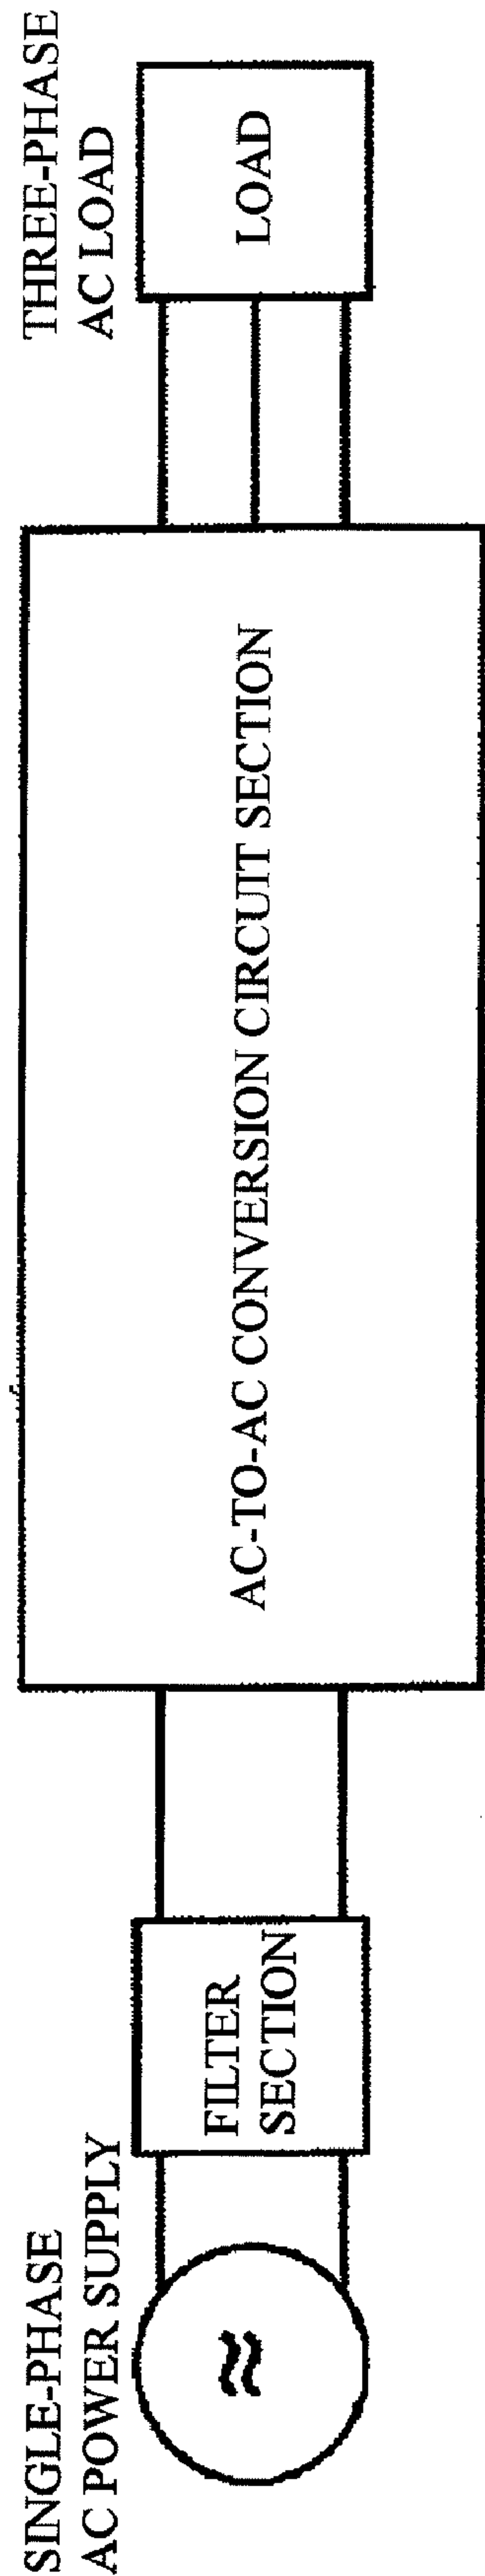 SINGLE-PHASE
AC POWER SUPPLY
FILTER
SECTION
AC-TO-AC CONVERSION CIRCUIT SECTION
THREE-PHASE
AC LOAD
LOAD